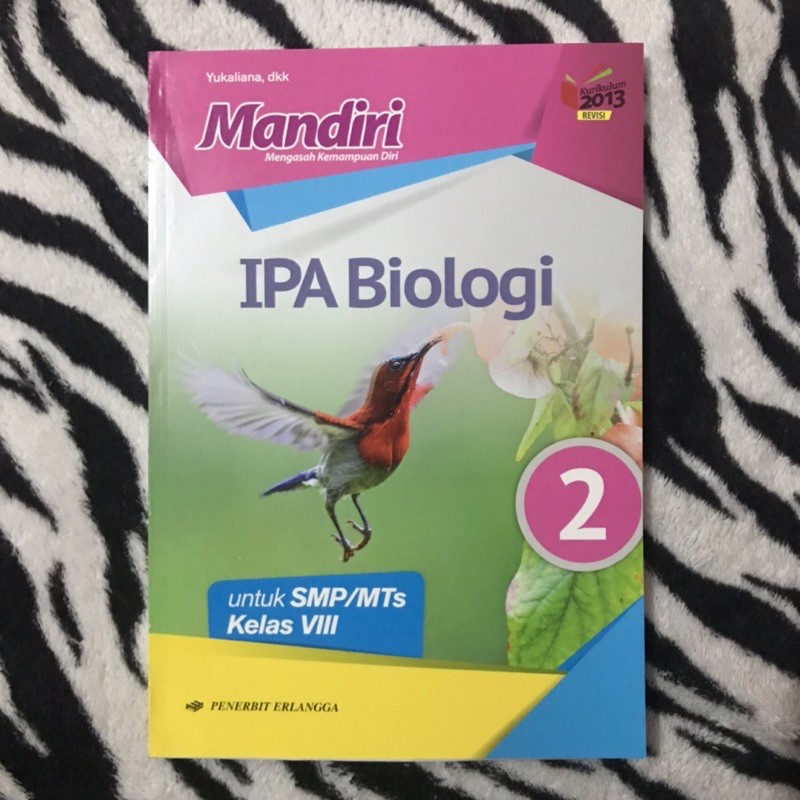 Yukaliana, dkk
Kurikulum
2013
REVISI
Mandiri
Mengasah Kemampuan Diri
IPA Biologi
2
untuk SMP/MTs
Kelas VIII
PENERBIT ERLANGGA